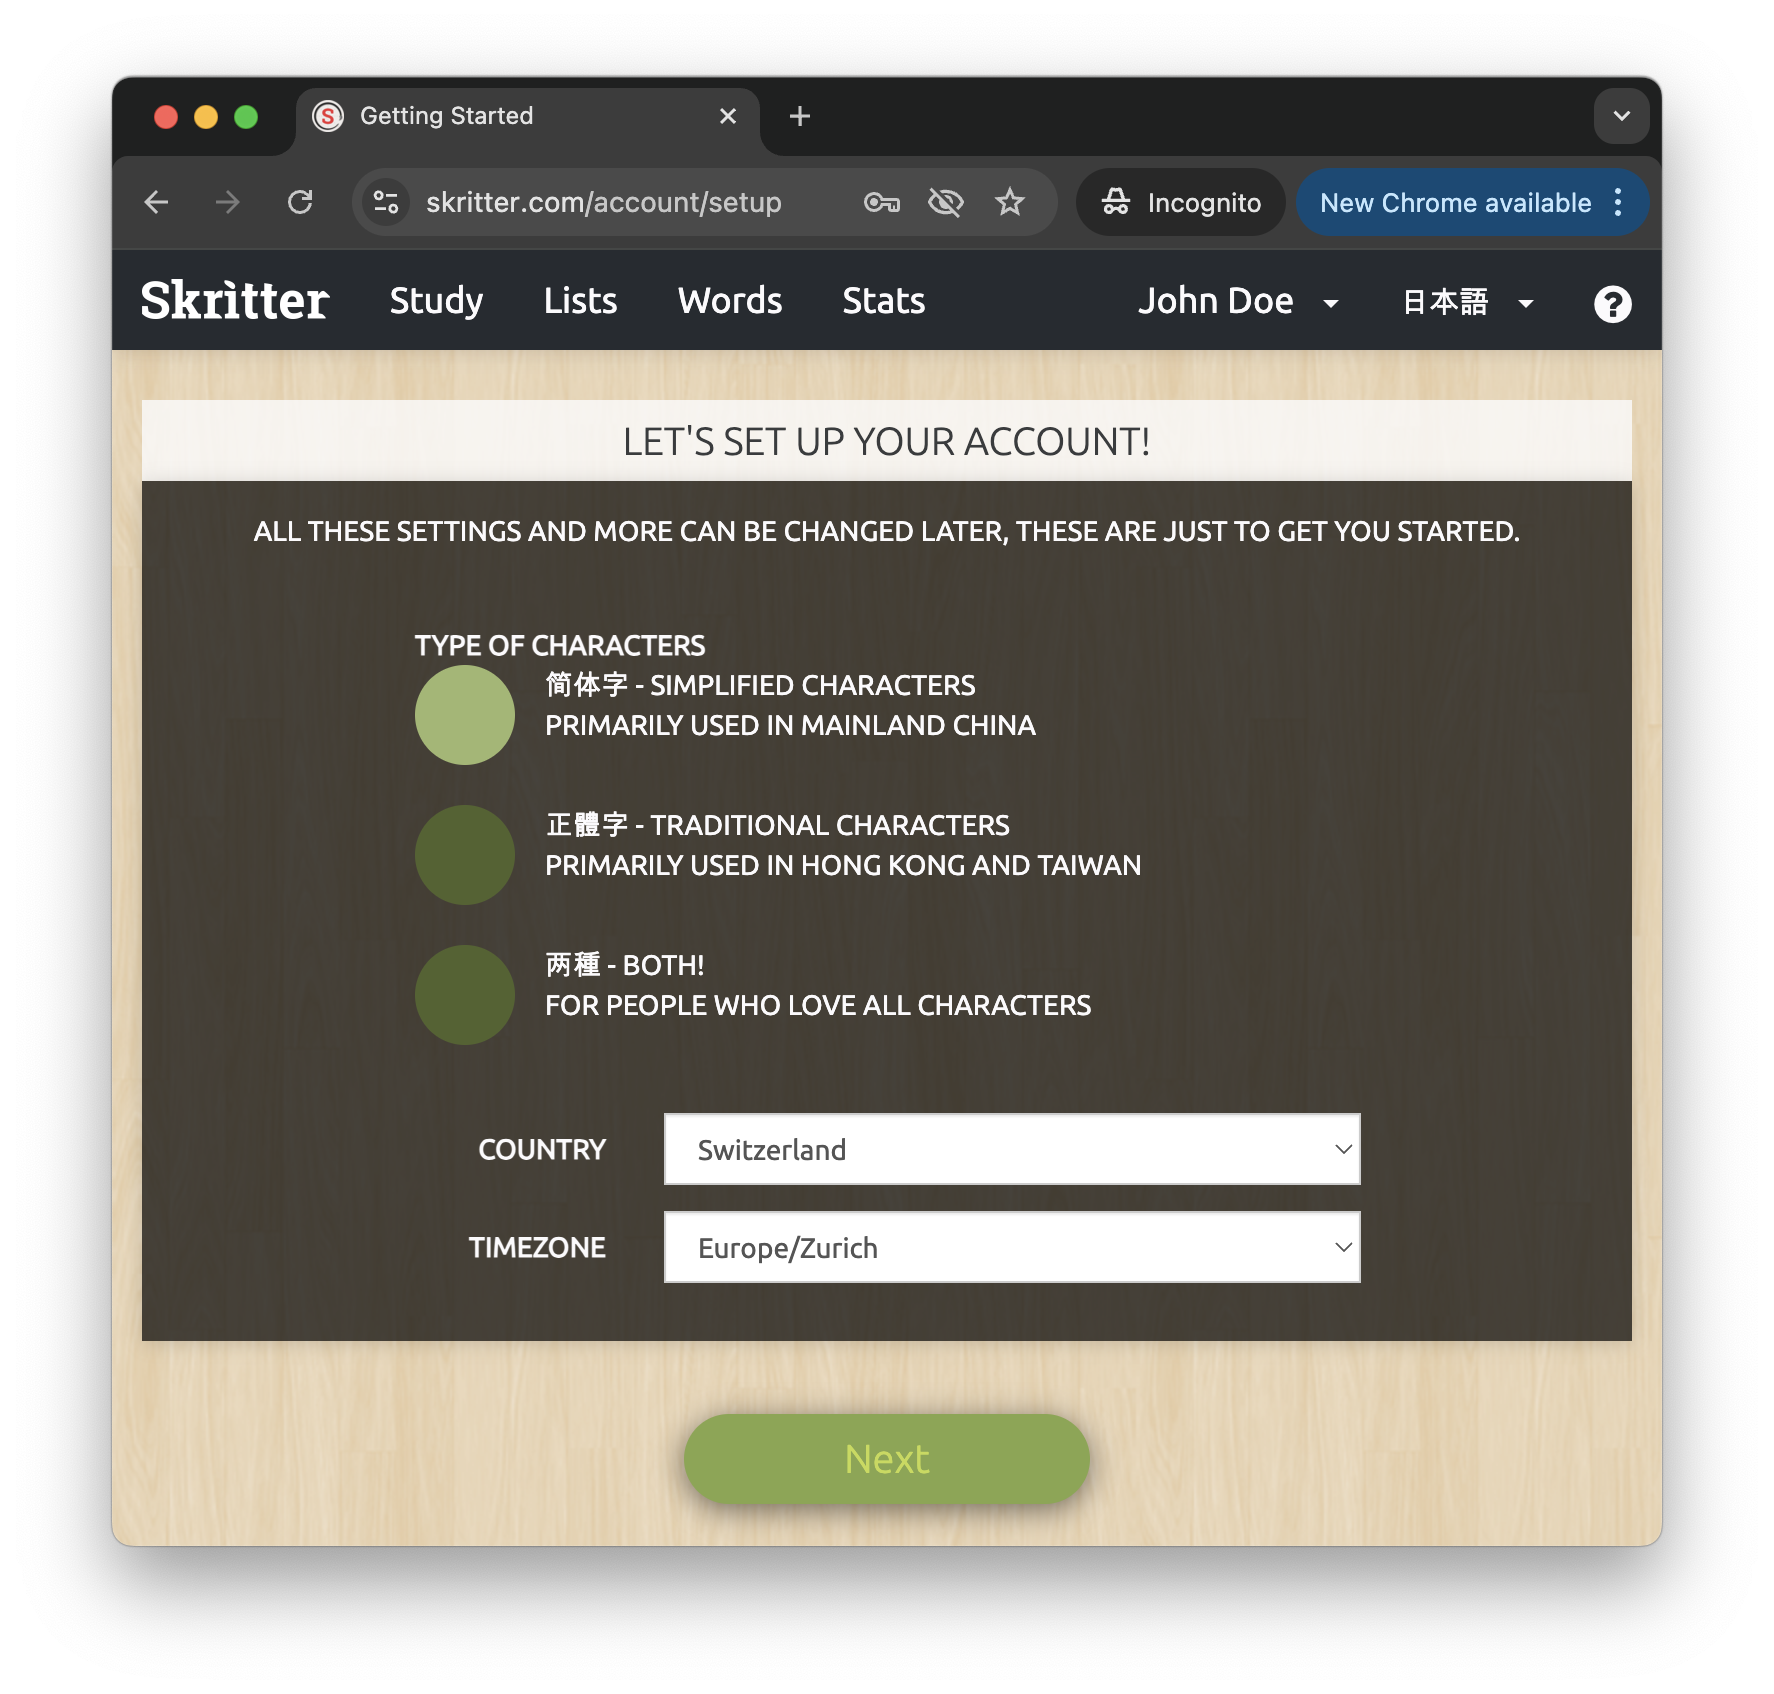 Getting Started
skritter.com/account/setup
Incognito
New Chrome available
Skritter
Study
Lists
Words
Stats
John Doe
日本語
LET'S SET UP YOUR ACCOUNT!
ALL THESE SETTINGS AND MORE CAN BE CHANGED LATER, THESE ARE JUST TO GET YOU STARTED.
TYPE OF CHARACTERS
简体字 - SIMPLIFIED CHARACTERS
PRIMARILY USED IN MAINLAND CHINA
正體字 - TRADITIONAL CHARACTERS
PRIMARILY USED IN HONG KONG AND TAIWAN
两種 - BOTH!
FOR PEOPLE WHO LOVE ALL CHARACTERS
COUNTRY
Switzerland
TIMEZONE
Europe/Zurich
Next